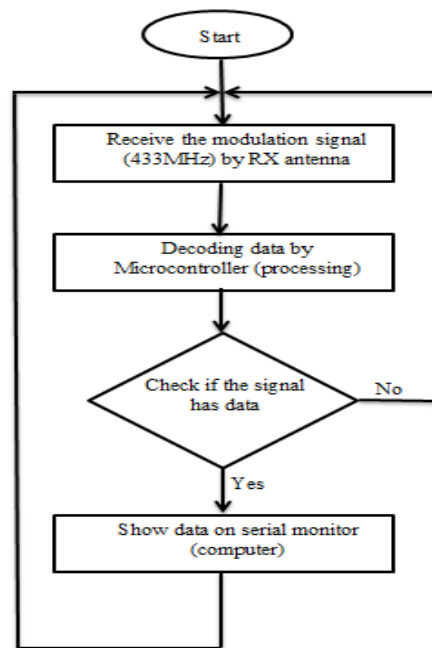 Start
Receive the modulation signal
(433MHz) by RX antenna
Decoding data by
Microcontroller (processing)
Check if the signal
has data
No
Yes
Show data on serial monitor
(computer)